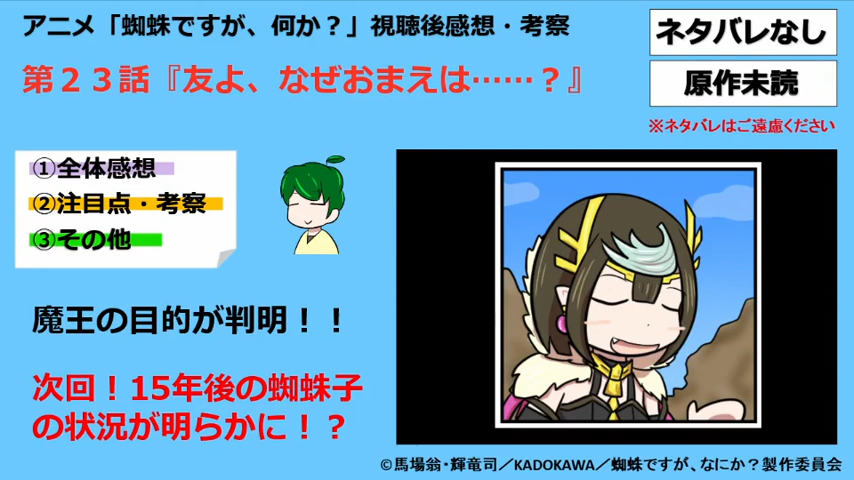 アニメ「蜘蛛ですが、何か？」視聴後感想・考察
第２３話『友よ、なぜおまえは……？』
ネタバレなし
原作未読
※ネタバレはご遠慮ください
①全体感想
②注目点・考察
③その他
魔王の目的が判明！！
次回！15年後の蜘蛛子
の状況が明らかに！？
©馬場翁・輝竜司／KADOKAWA／蜘蛛ですが、なにか？製作委員会